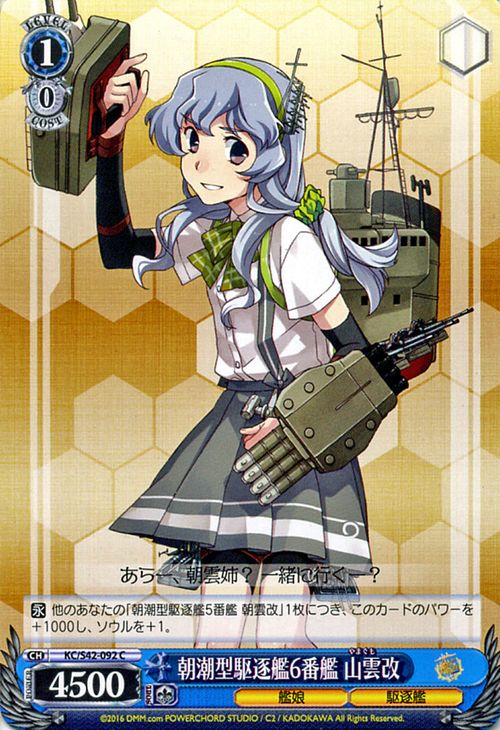 LEVEL
1
0
COST
あらー、朝雲姉？ 一緒に行くー？
永 他のあなたの「朝潮型駆逐艦5番艦 朝雲改」1枚につき、このカードのパワーを
＋1000し、ソウルを＋1。
CH KC/S42-092 C
POWER
4500
SOUL
やまぐも
朝潮型駆逐艦6番艦 山雲改
艦娘 駆逐艦
©2016 DMM.com POWERCHORD STUDIO / C2 / KADOKAWA All Rights Reserved.